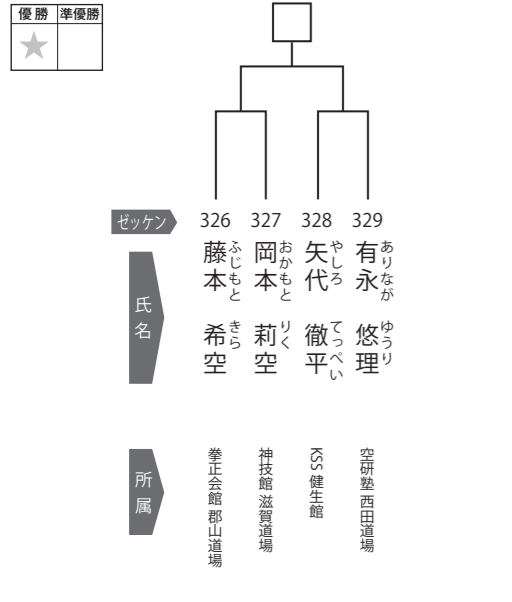 優勝 準優勝
ゼッケン 326 327 328 329
氏名
藤本 希空
ふじもと きら
岡本 莉空
おかもと りく
矢代 徹平
やしろ てっぺい
有永 悠理
ありなが ゆうり
所属
拳正会館 郡山道場
神技館 滋賀道場
KSS 健生館
空研塾 西田道場